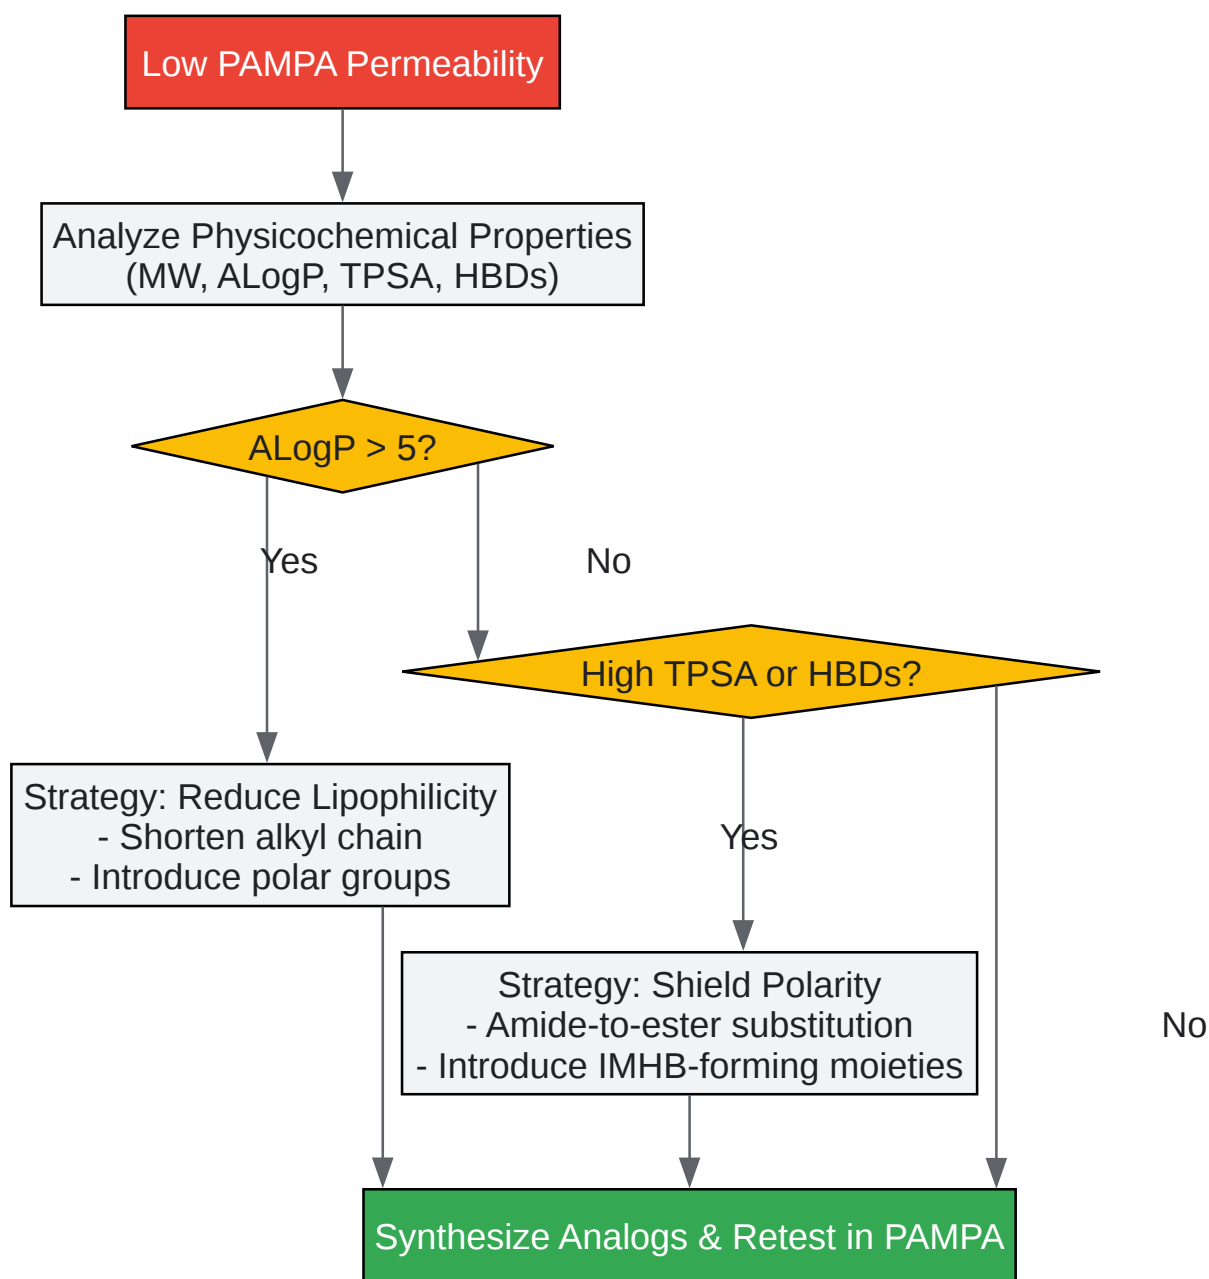 Low PAMPA Permeability
Analyze Physicochemical Properties
(MW, ALogP, TPSA, HBDs)
ALogP > 5?
Yes
No
High TPSA or HBDs?
Strategy: Reduce Lipophilicity
- Shorten alkyl chain
- Introduce polar groups
Yes
Strategy: Shield Polarity
- Amide-to-ester substitution
- Introduce IMHB-forming moieties
No
Synthesize Analogs & Retest in PAMPA